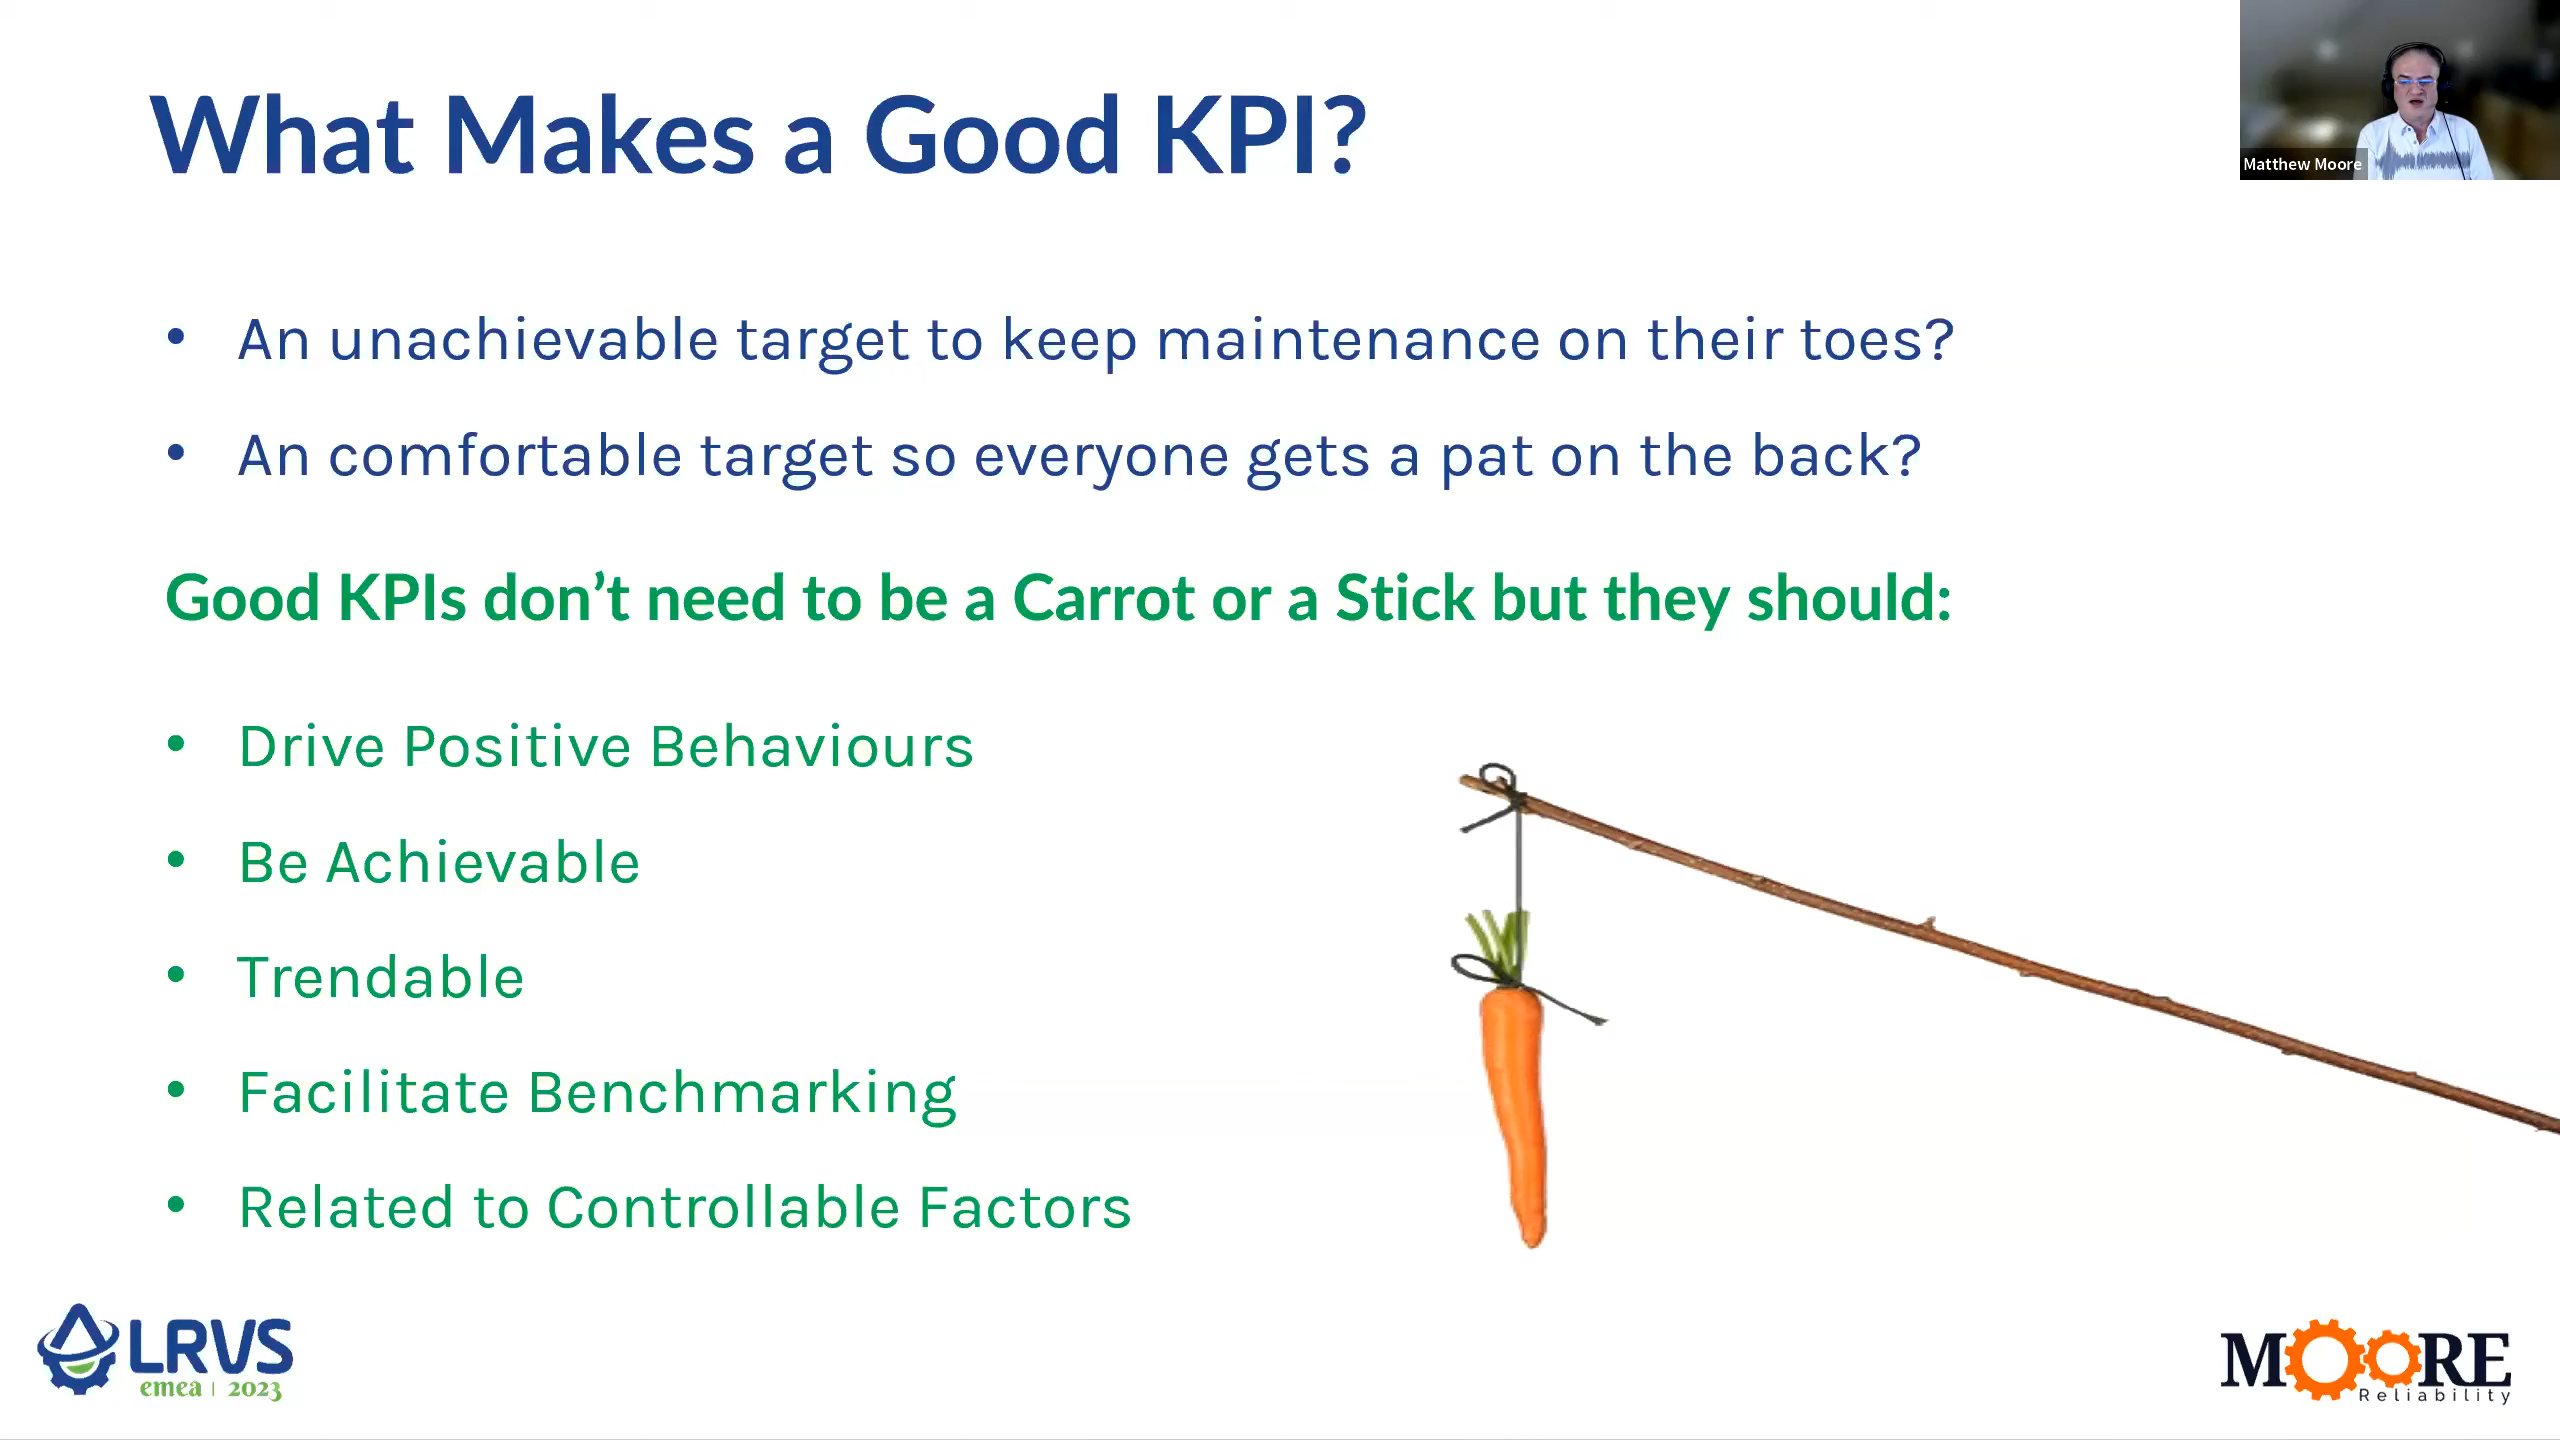 What Makes a Good KPI?
Matthew Moore
• An unachievable target to keep maintenance on their toes?
• An comfortable target so everyone gets a pat on the back?
Good KPIs don’t need to be a Carrot or a Stick but they should:
• Drive Positive Behaviours
• Be Achievable
• Trendable
• Facilitate Benchmarking
• Related to Controllable Factors
LRVS
emea | 2023
MOORE
Reliability